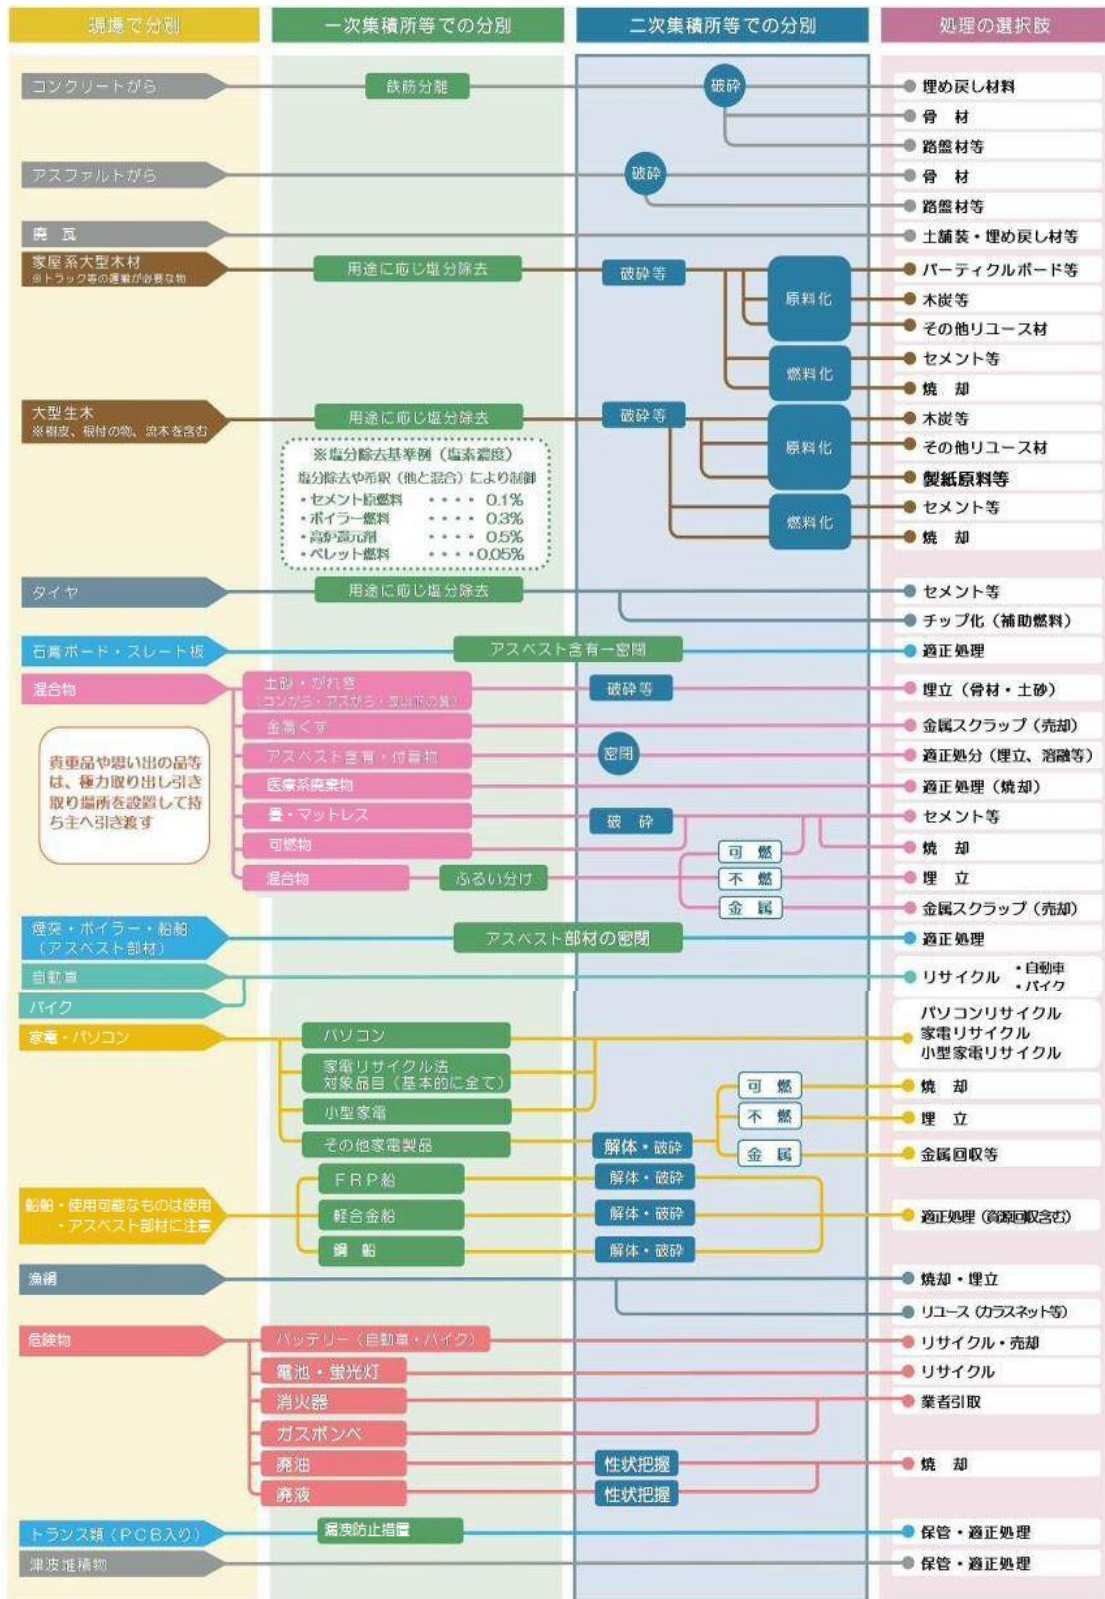 現場で分別
一次集積所等での分別
二次集積所等での分別
処理の選択肢
コンクリートがら
鉄筋分離
破砕
埋め戻し材料
骨 材
路盤材等
アスファルトがら
破砕
骨 材
路盤材等
廃 瓦
土舗装・埋め戻し材等
家屋系大型木材
※トラック等の運搬が必要な物
用途に応じ塩分除去
破砕等
原料化
パーティクルボード等
木炭等
その他リユース材
燃料化
セメント等
焼 却
大型生木
※樹皮、根付の物、流木を含む
用途に応じ塩分除去
破砕等
原料化
木炭等
その他リユース材
製紙原料等
燃料化
セメント等
焼 却
※塩分除去基準例(塩素濃度)
塩分除去や希釈(他と混合)により制御
・セメント原燃料 ・・・・ 0.1%
・ボイラー燃料 ・・・・ 0.3%
・高炉還元剤 ・・・・ 0.5%
・ペレット燃料 ・・・・0.05%
タイヤ
用途に応じ塩分除去
セメント等
チップ化(補助燃料)
石膏ボード・スレート板
アスベスト含有ー密閉
適正処理
混合物
土砂・がれき
(コンがら・アスがら・瓦以下の質)
破砕等
埋立(骨材・土砂)
金属くず
金属スクラップ(売却)
アスベスト含有・付着物
密閉
適正処分(埋立、溶融等)
医療系廃棄物
適正処理(焼却)
畳・マットレス
破 砕
セメント等
可燃物
可 燃
焼 却
混合物
ふるい分け
不 燃
埋 立
金 属
金属スクラップ(売却)
貴重品や思い出の品等
は、極力取り出し引き
取り場所を設置して持
ち主へ引き渡す
煙突・ボイラー・船舶
(アスベスト部材)
アスベスト部材の密閉
適正処理
自動車
バイク
リサイクル
・自動車
・バイク
家電・パソコン
パソコン
パソコンリサイクル
家電リサイクル
小型家電リサイクル
家電リサイクル法
対象品目(基本的に全て)
小型家電
その他家電製品
解体・破砕
可 燃
焼 却
不 燃
埋 立
金 属
金属回収等
船舶・使用可能なものは使用
・アスベスト部材に注意
FRP船
解体・破砕
軽合金船
解体・破砕
鋼 船
解体・破砕
適正処理(資源回収含む)
漁網
焼却・埋立
リユース(カラスネット等)
危険物
バッテリー(自動車・バイク)
リサイクル・売却
電池・蛍光灯
リサイクル
消火器
業者引取
ガスボンベ
廃油
性状把握
焼 却
廃液
性状把握
トランス類(PCB入り)
漏洩防止措置
保管・適正処理
津波堆積物
保管・適正処理